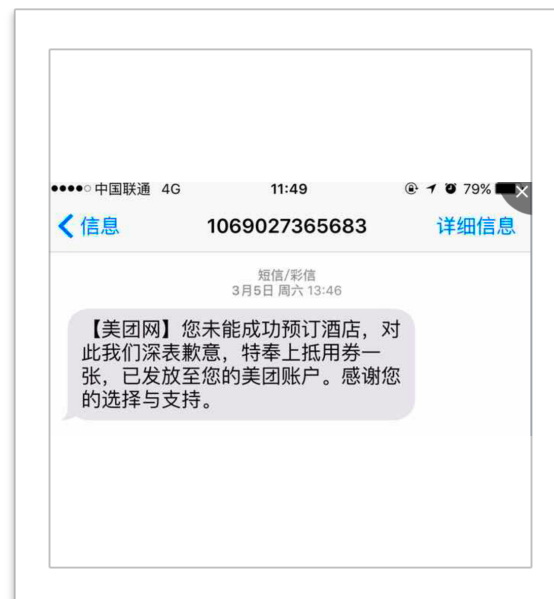 中国联通 4G 11:49 79%
信息 1069027365683 详细信息
短信/彩信
3月5日 周六 13:46
【美团网】您未能成功预订酒店，对
此我们深表歉意，特奉上抵用券一
张，已发放至您的美团账户。感谢您
的选择与支持。